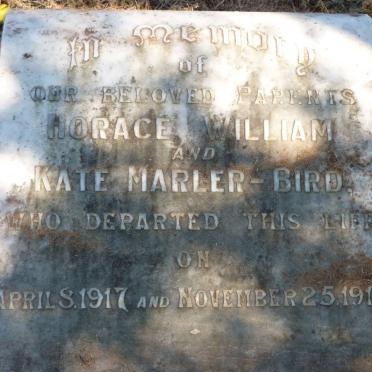 In memory
of
OUR BELOVED PARENTS
HORACE WILLIAM
AND
KATE MARLER-BIRD.
WHO DEPARTED THIS LIFE
ON
APRIL 8. 1917 AND NOVEMBER 25. 191